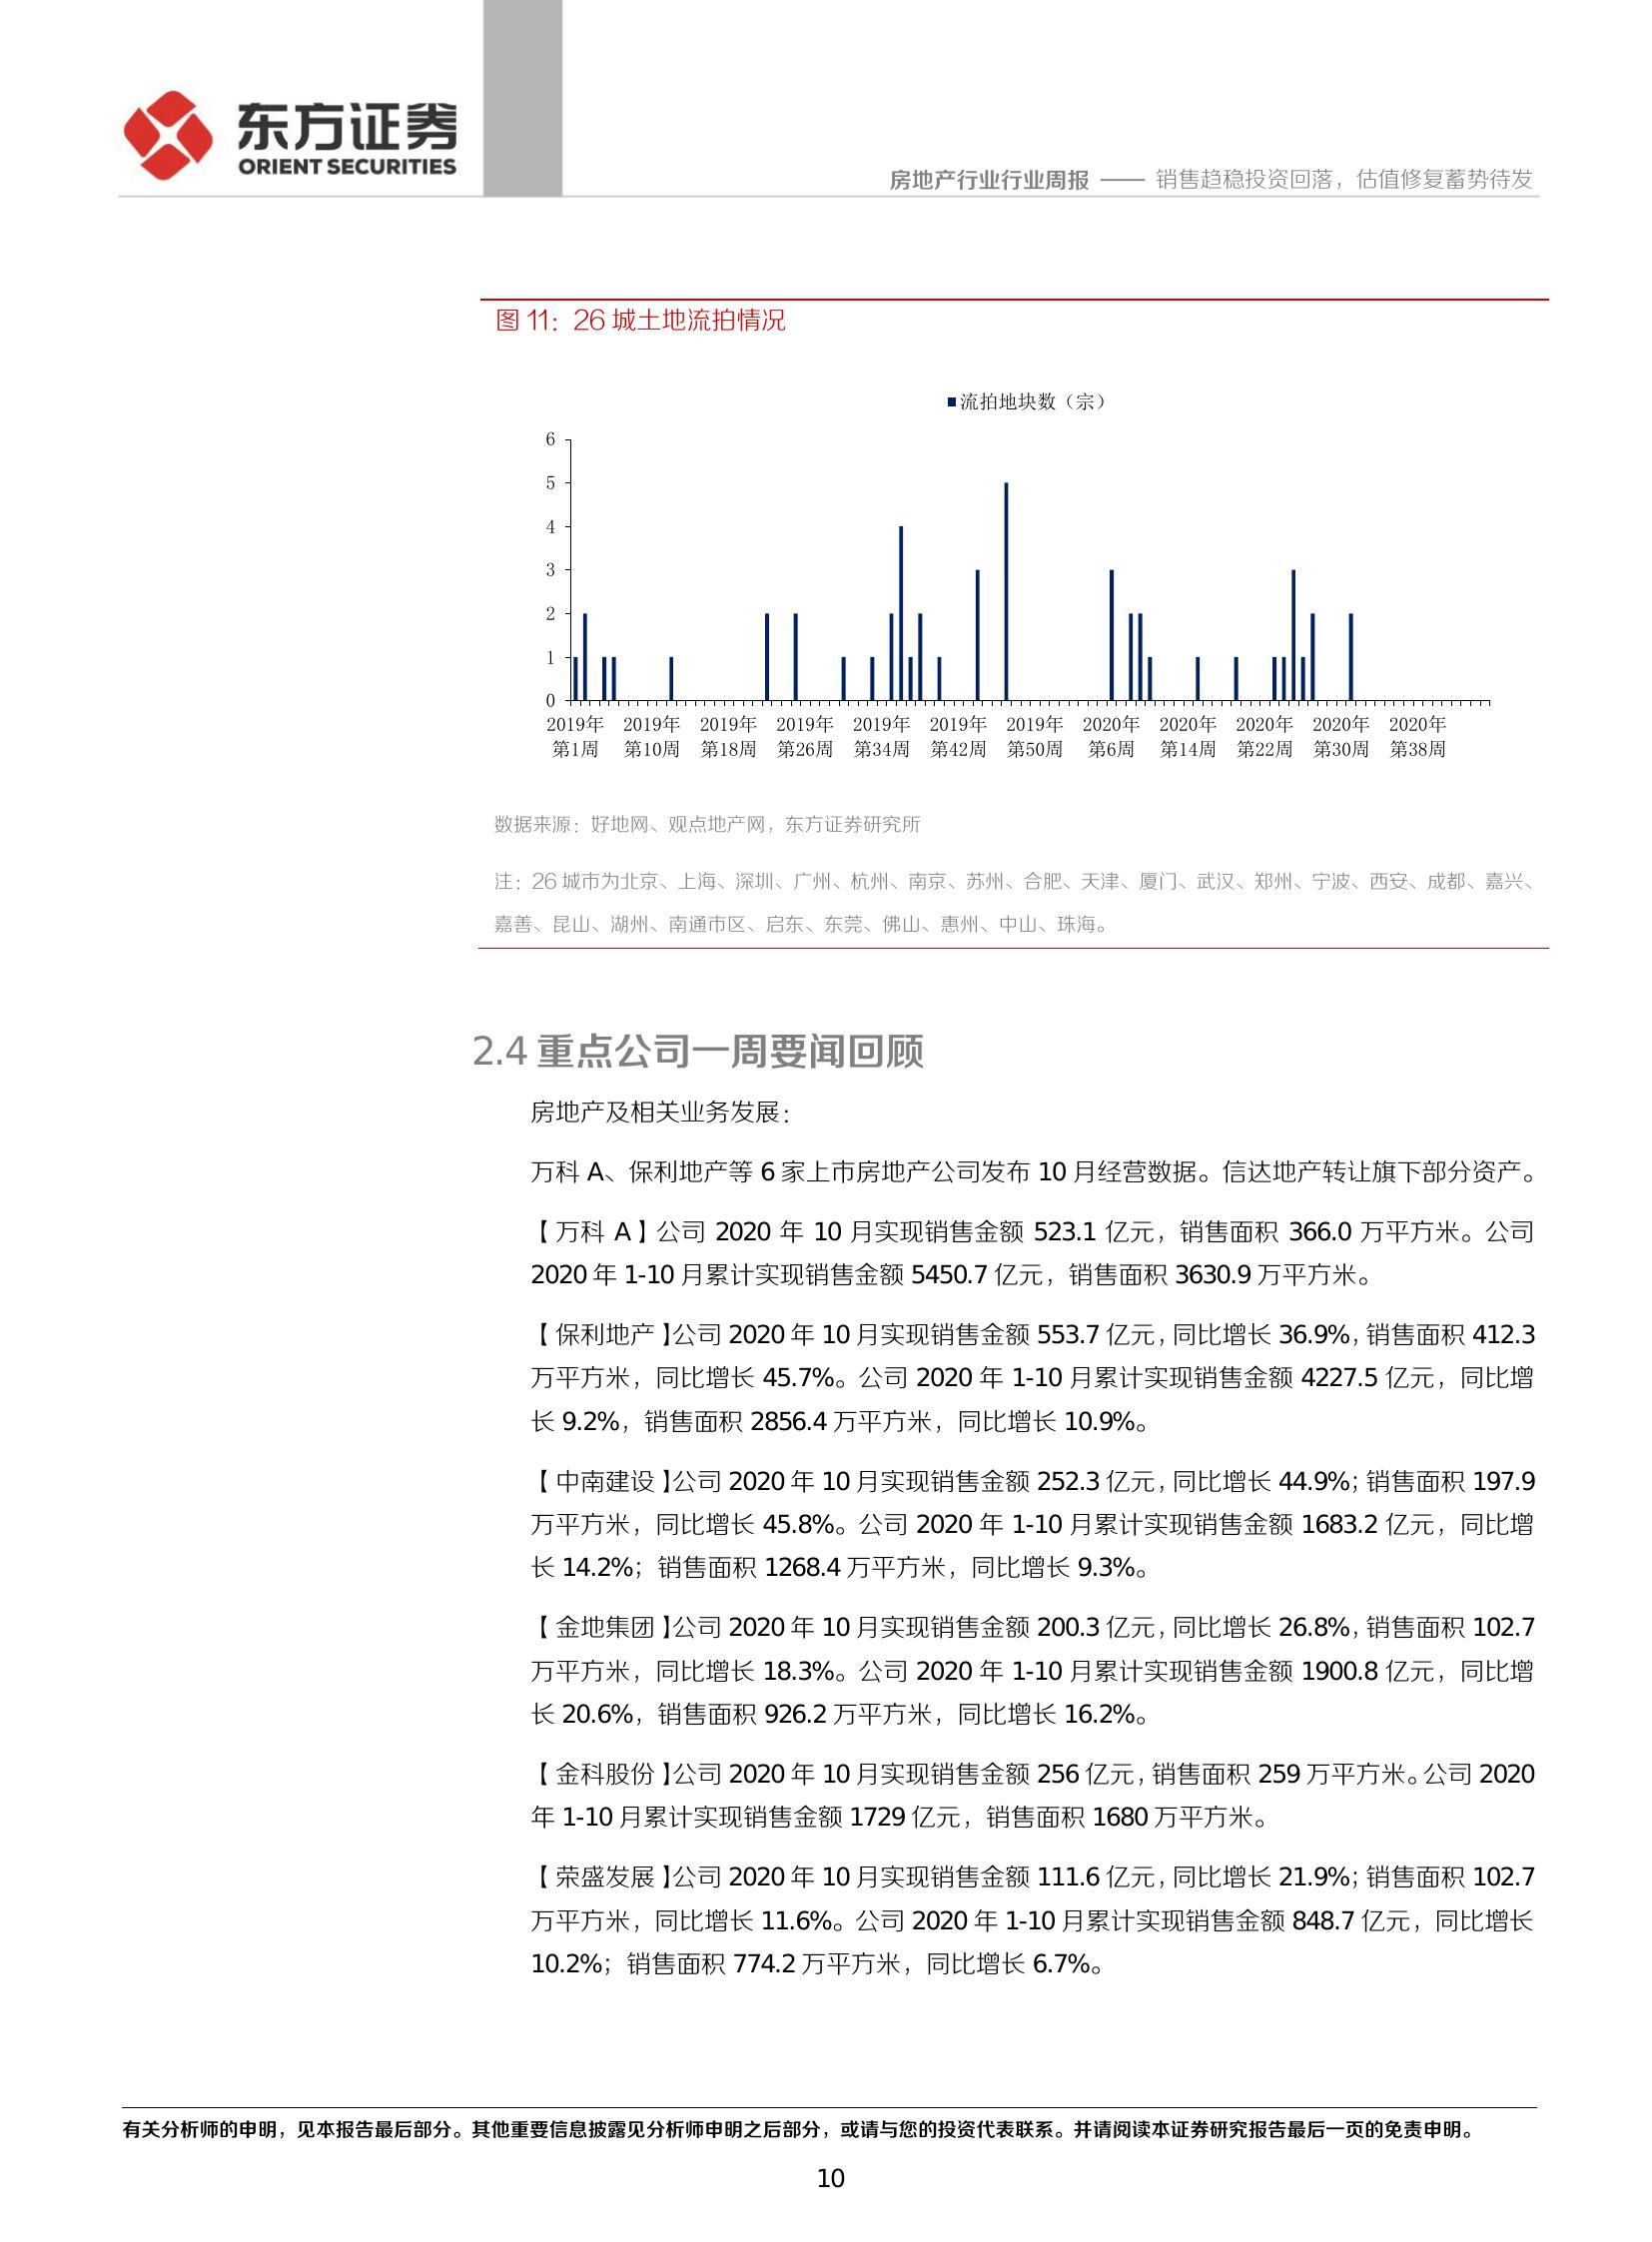 东方证券
ORIENT SECURITIES
房地产行业行业周报 —— 销售趋稳投资回落，估值修复蓄势待发
图 11：26 城土地流拍情况
■流拍地块数（宗）
6
5
4
3
2
1
0
2019年 2019年 2019年 2019年 2019年 2019年 2019年 2020年 2020年 2020年 2020年 2020年
第1周 第10周 第18周 第26周 第34周 第42周 第50周 第6周 第14周 第22周 第30周 第38周
数据来源：好地网、观点地产网，东方证券研究所
注：26 城市为北京、上海、深圳、广州、杭州、南京、苏州、合肥、天津、厦门、武汉、郑州、宁波、西安、成都、嘉兴、
嘉善、昆山、湖州、南通市区、启东、东莞、佛山、惠州、中山、珠海。
2.4 重点公司一周要闻回顾
房地产及相关业务发展：
万科 A、保利地产等 6 家上市房地产公司发布 10 月经营数据。信达地产转让旗下部分资产。
【万科 A】公司 2020 年 10 月实现销售金额 523.1 亿元，销售面积 366.0 万平方米。公司
2020 年 1-10 月累计实现销售金额 5450.7 亿元，销售面积 3630.9 万平方米。
【保利地产】公司 2020 年 10 月实现销售金额 553.7 亿元，同比增长 36.9%，销售面积 412.3
万平方米，同比增长 45.7%。公司 2020 年 1-10 月累计实现销售金额 4227.5 亿元，同比增
长 9.2%，销售面积 2856.4 万平方米，同比增长 10.9%。
【中南建设】公司 2020 年 10 月实现销售金额 252.3 亿元，同比增长 44.9%；销售面积 197.9
万平方米，同比增长 45.8%。公司 2020 年 1-10 月累计实现销售金额 1683.2 亿元，同比增
长 14.2%；销售面积 1268.4 万平方米，同比增长 9.3%。
【金地集团】公司 2020 年 10 月实现销售金额 200.3 亿元，同比增长 26.8%，销售面积 102.7
万平方米，同比增长 18.3%。公司 2020 年 1-10 月累计实现销售金额 1900.8 亿元，同比增
长 20.6%，销售面积 926.2 万平方米，同比增长 16.2%。
【金科股份】公司 2020 年 10 月实现销售金额 256 亿元，销售面积 259 万平方米。公司 2020
年 1-10 月累计实现销售金额 1729 亿元，销售面积 1680 万平方米。
【荣盛发展】公司 2020 年 10 月实现销售金额 111.6 亿元，同比增长 21.9%；销售面积 102.7
万平方米，同比增长 11.6%。公司 2020 年 1-10 月累计实现销售金额 848.7 亿元，同比增长
10.2%；销售面积 774.2 万平方米，同比增长 6.7%。
有关分析师的申明，见本报告最后部分。其他重要信息披露见分析师申明之后部分，或请与您的投资代表联系。并请阅读本证券研究报告最后一页的免责申明。
10